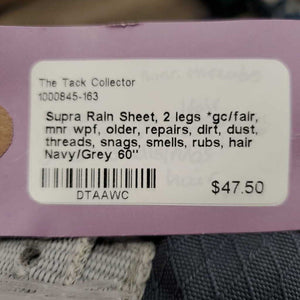 The Tack Collector
1000845-163
Supra Rain Sheet, 2 legs *gc/fair,
mnr wpf, older, repairs, dirt, dust,
threads, snags, smells, rubs, hair
Navy/Grey 60"
$47.50
DTAAWC